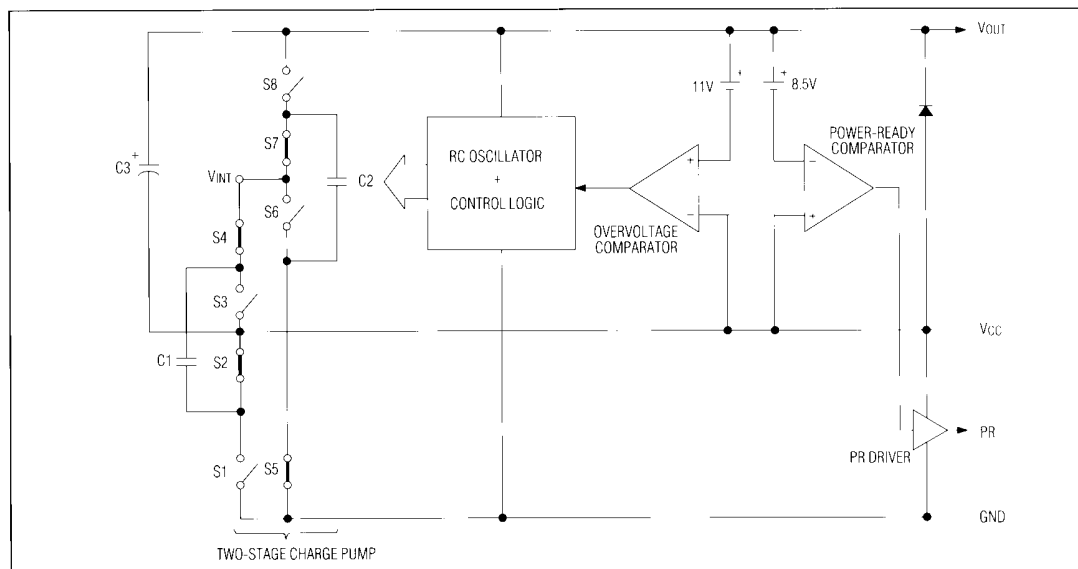 VOUT
S8
11V
+
8.5V
+
S7
POWER-READY
COMPARATOR
C3
+
VINT
C2
RC OSCILLATOR
+
CONTROL LOGIC
+
−
S6
S4
OVERVOLTAGE
COMPARATOR
−
+
S3
VCC
C1
S2
PR
PR DRIVER
S1
S5
GND
TWO-STAGE CHARGE PUMP